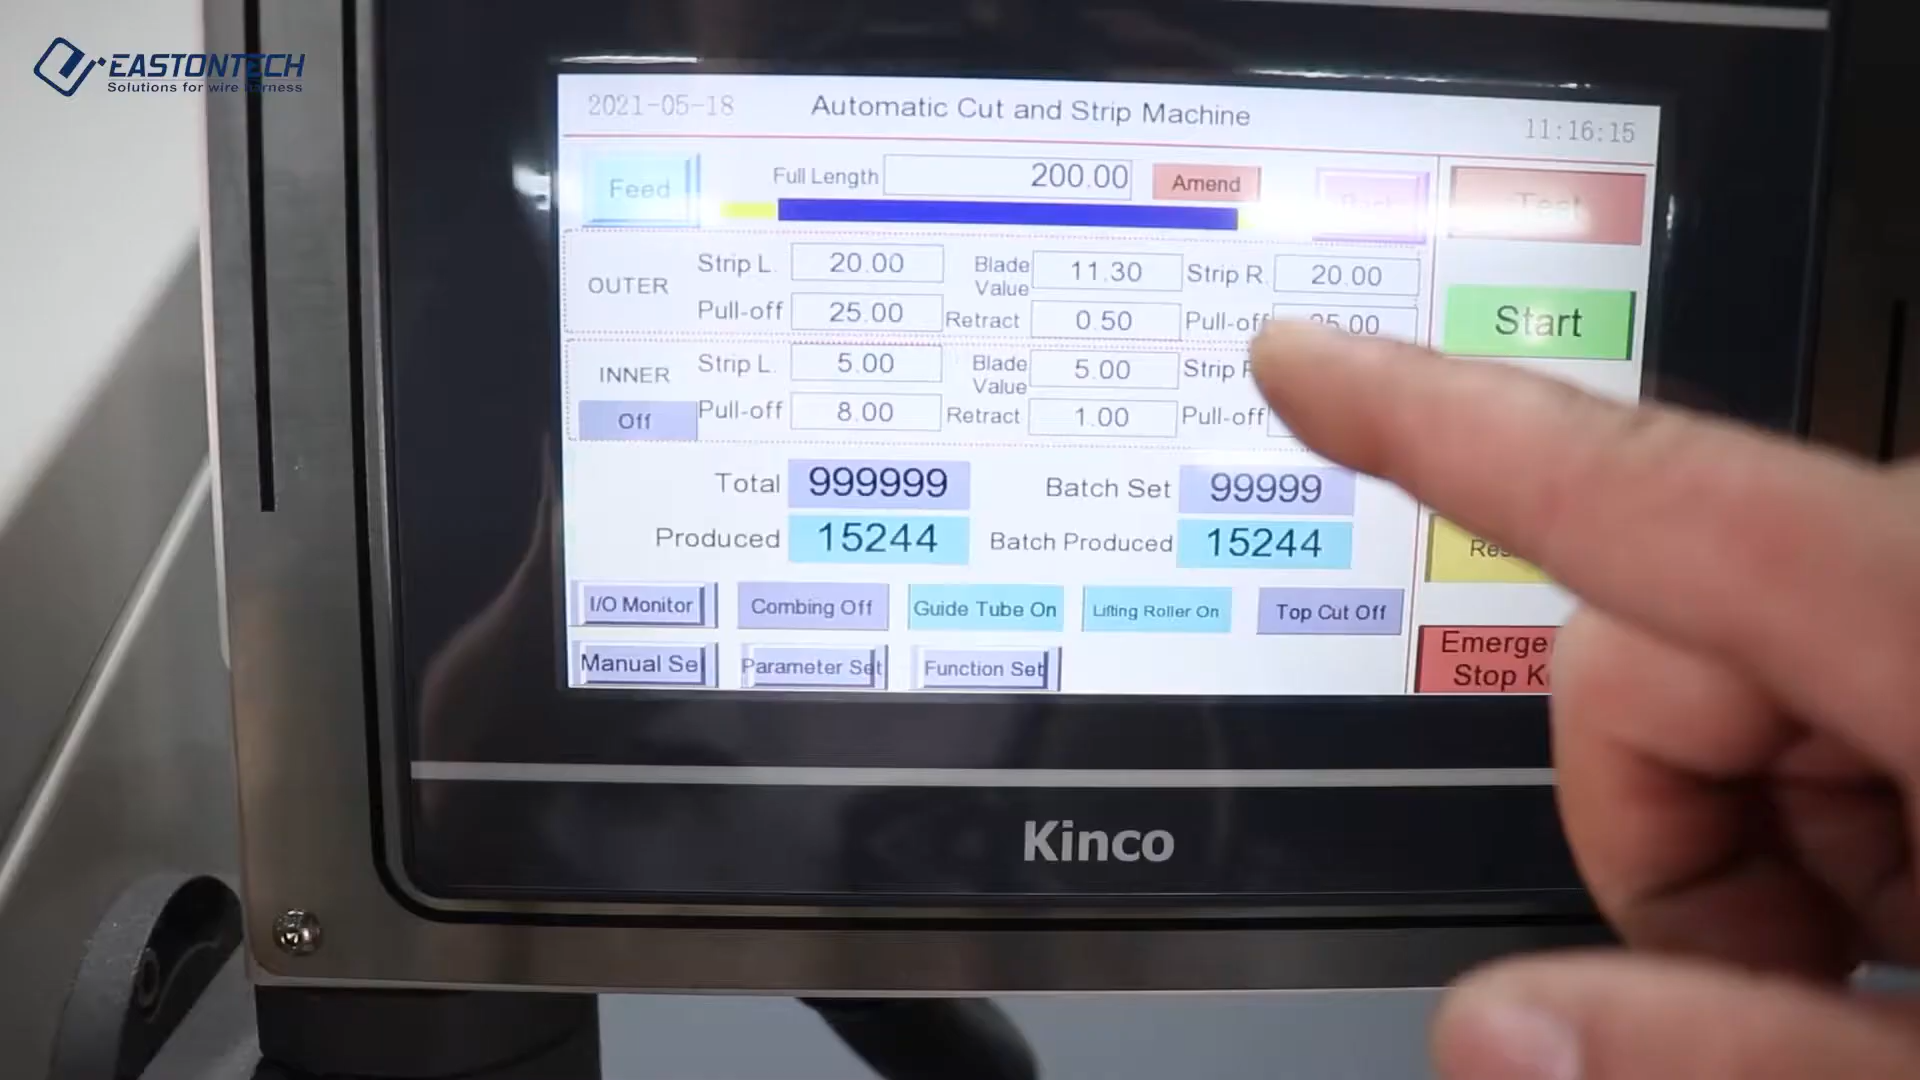 EASTONTECH
Solutions for wire harness
2021-05-18 Automatic Cut and Strip Machine 11:16:15
Feed Full Length 200.00 Amend
OUTER Strip L. 20.00 Blade Value 11.30 Strip R. 20.00
Pull-off 25.00 Retract 0.50 Pull-off 25.00
Start
INNER Strip L. 5.00 Blade Value 5.00 Strip
Off Pull-off 8.00 Retract 1.00 Pull-off
Total 999999 Batch Set 99999
Produced 15244 Batch Produced 15244
I/O Monitor Combing Off Guide Tube On Lifting Roller On Top Cut Off
Manual Se Parameter Set Function Set
Emerge
Stop K
Kinco